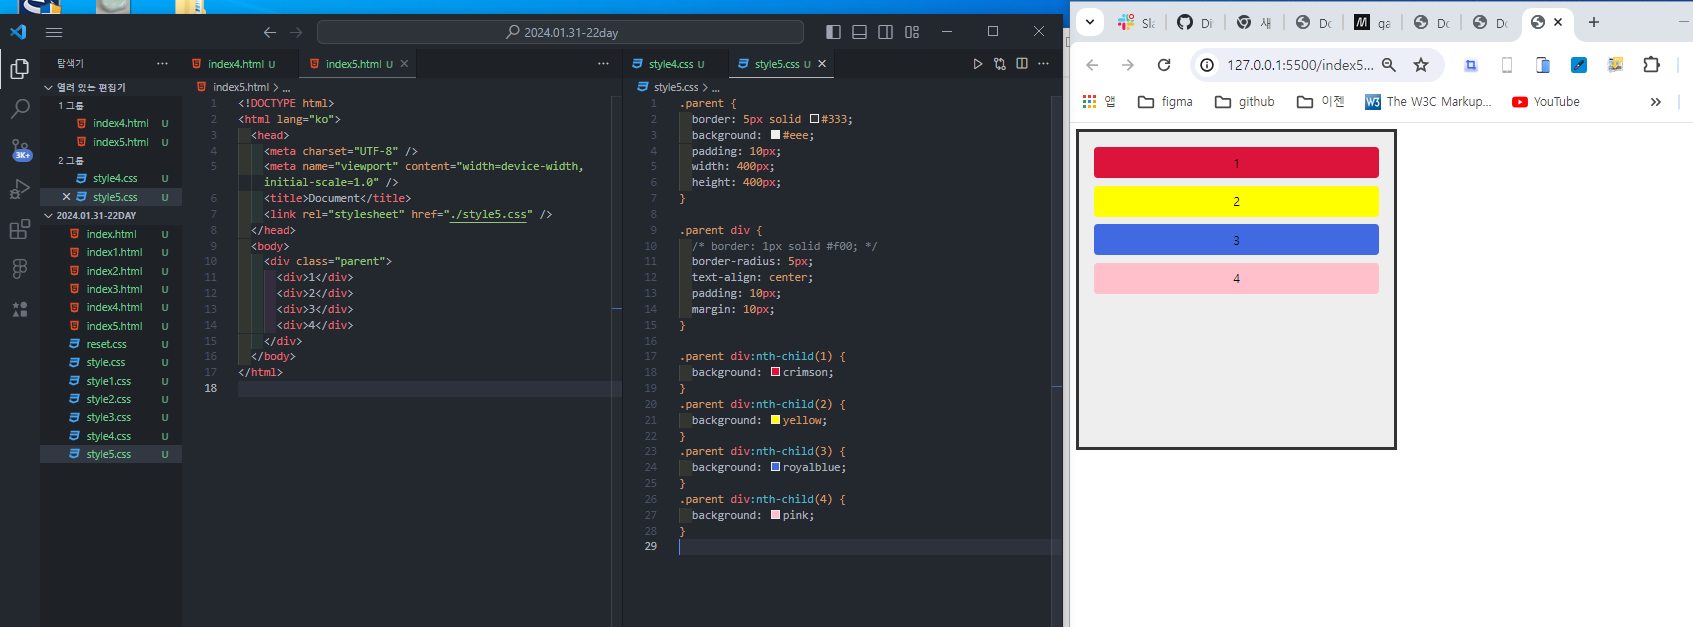 2024.01.31-22day
탐색기
열려 있는 편집기
1 그룹
index4.html U
index5.html U
2 그룹
style4.css U
style5.css U
2024.01.31-22DAY
index.html U
index1.html U
index2.html U
index3.html U
index4.html U
index5.html U
reset.css U
style.css U
style1.css U
style2.css U
style3.css U
style4.css U
style5.css U
3K+
index4.html U
index5.html U
index5.html > ...
1 <!DOCTYPE html>
2 <html lang="ko">
3 <head>
4 <meta charset="UTF-8" />
5 <meta name="viewport" content="width=device-width,
initial-scale=1.0" />
6 <title>Document</title>
7 <link rel="stylesheet" href="./style5.css" />
8 </head>
9 <body>
10 <div class="parent">
11 <div>1</div>
12 <div>2</div>
13 <div>3</div>
14 <div>4</div>
15 </div>
16 </body>
17 </html>
18
style4.css U
style5.css U
style5.css > ...
1 .parent {
2 border: 5px solid #333;
3 background: #eee;
4 padding: 10px;
5 width: 400px;
6 height: 400px;
7 }
8
9 .parent div {
10 /* border: 1px solid #f00; */
11 border-radius: 5px;
12 text-align: center;
13 padding: 10px;
14 margin: 10px;
15 }
16
17 .parent div:nth-child(1) {
18 background: crimson;
19 }
20 .parent div:nth-child(2) {
21 background: yellow;
22 }
23 .parent div:nth-child(3) {
24 background: royalblue;
25 }
26 .parent div:nth-child(4) {
27 background: pink;
28 }
29
Sl
Di
새
Do
qa
Do
Do
127.0.0.1:5500/index5...
앱
figma
github
이젠
W3 The W3C Markup...
YouTube
1
2
3
4